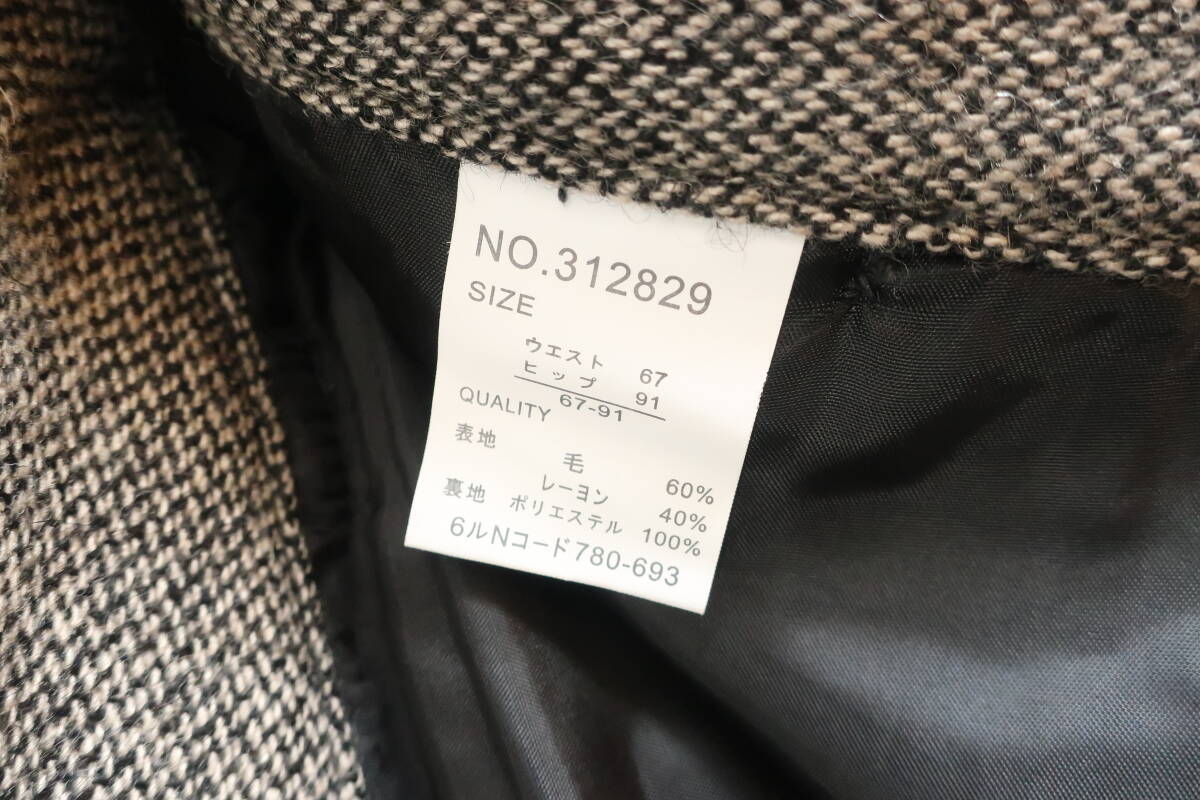 NO.312829
SIZE
ウエスト 67
ヒップ 91
67-91
QUALITY
表地
毛 60%
レーヨン 40%
裏地 ポリエステル 100%
6ルNコード780-693